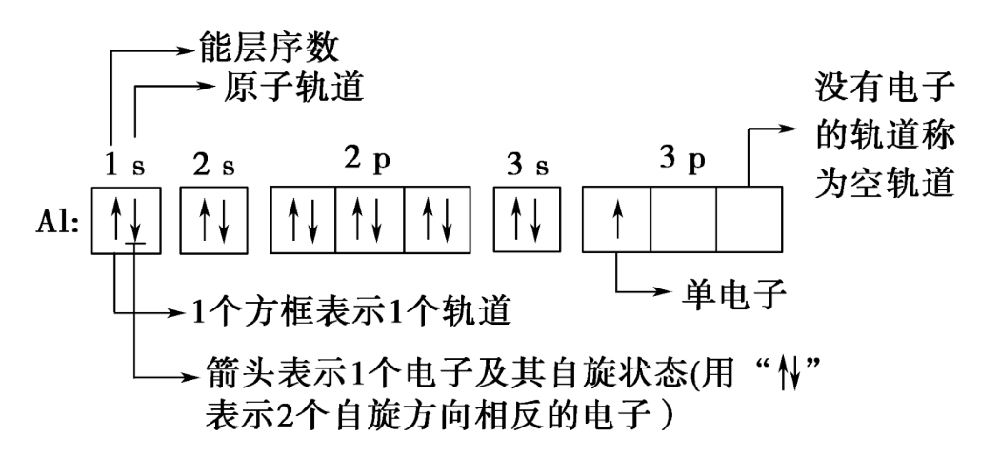 能层序数
原子轨道
没有电子
的轨道称
为空轨道
1 s 2 s 2 p 3 s 3 p
Al:
单电子
1个方框表示1个轨道
箭头表示1个电子及其自旋状态(用“↑↓”
表示2个自旋方向相反的电子)